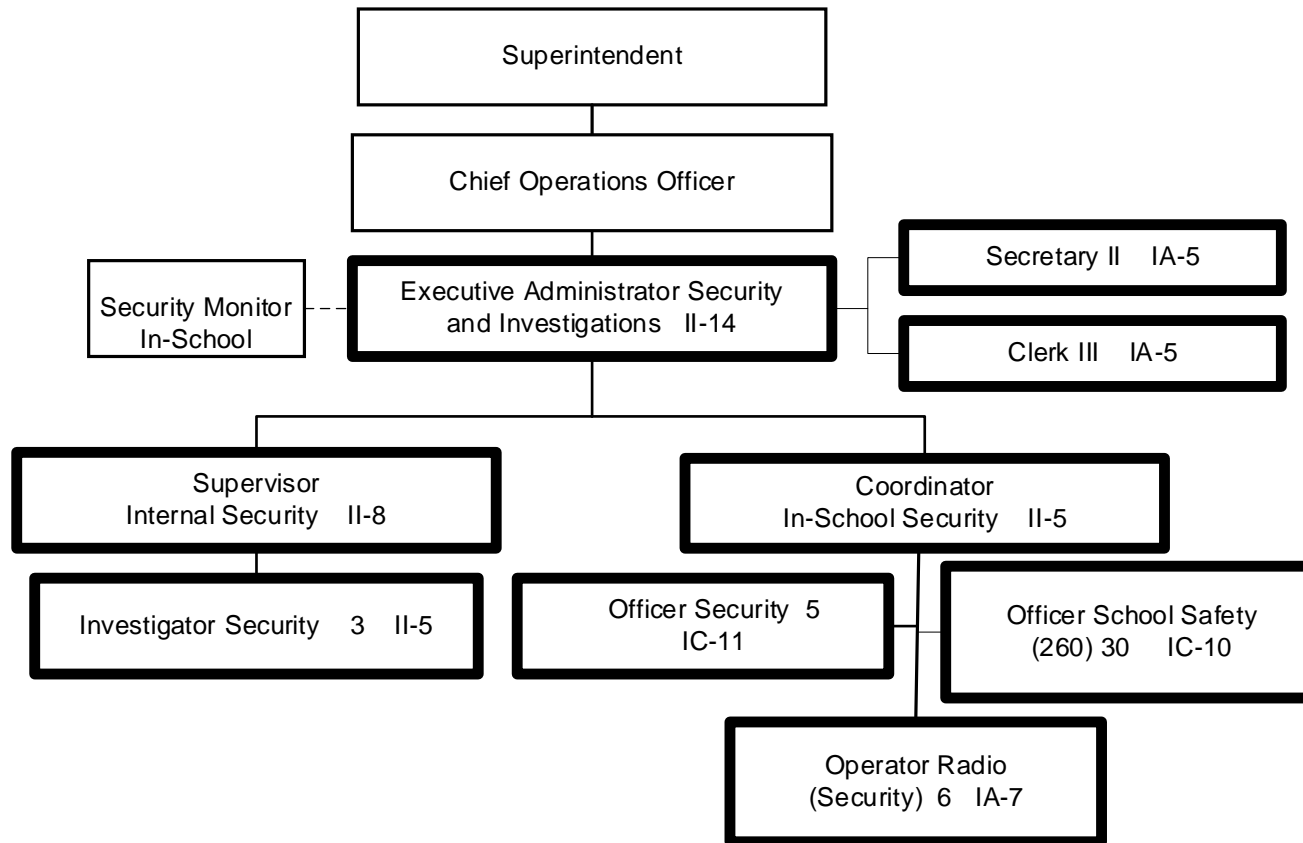 Superintendent
Chief Operations Officer
Security Monitor
In-School
Executive Administrator Security
and Investigations II-14
Secretary II IA-5
Clerk III IA-5
Supervisor
Internal Security II-8
Coordinator
In-School Security II-5
Investigator Security 3 II-5
Officer Security 5
IC-11
Officer School Safety
(260) 30 IC-10
Operator Radio
(Security) 6 IA-7